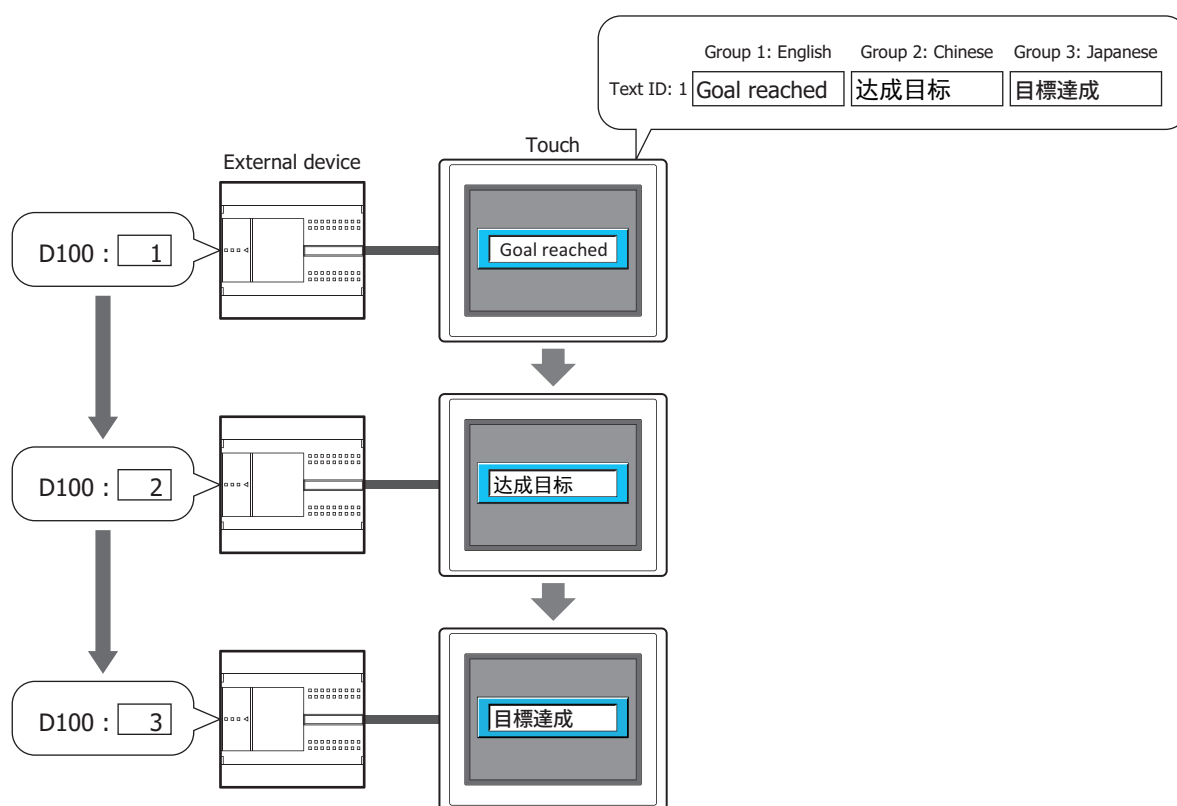 Group 1: English Group 2: Chinese Group 3: Japanese
Text ID: 1 Goal reached 达成目标 目標達成
Touch
External device
D100 : 1
Goal reached
D100 : 2
达成目标
D100 : 3
目標達成